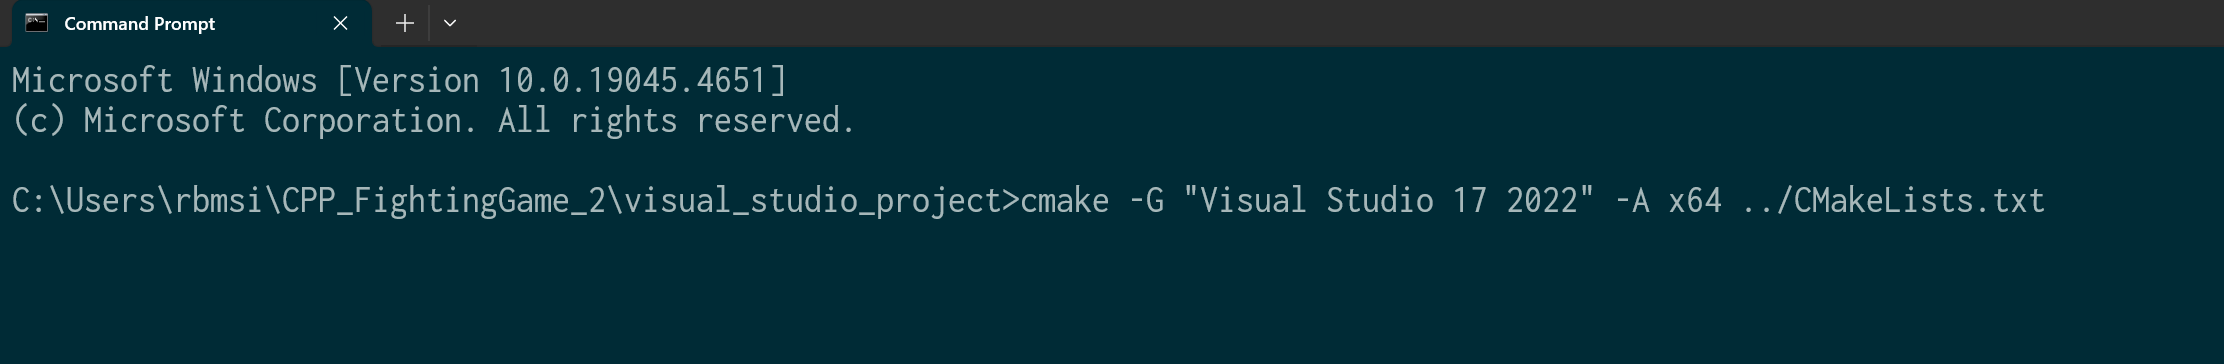 Command Prompt
Microsoft Windows [Version 10.0.19045.4651]
(c) Microsoft Corporation. All rights reserved.
C:\Users\rbmsi\CPP_FightingGame_2\visual_studio_project>cmake -G "Visual Studio 17 2022" -A x64 ../CMakeLists.txt